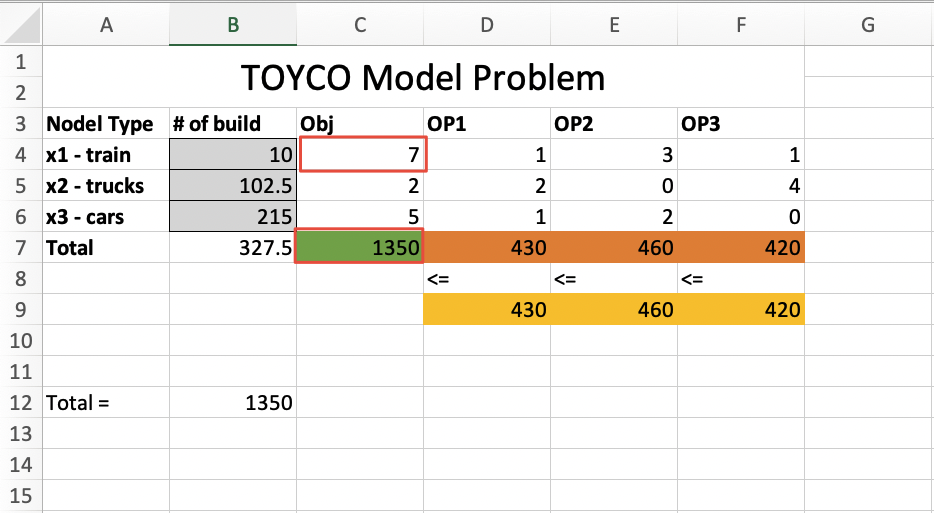 A B C D E F G
1
2 TOYCO Model Problem
3 Nodel Type # of build Obj OP1 OP2 OP3
4 x1 - train 10 7 1 3 1
5 x2 - trucks 102.5 2 2 0 4
6 x3 - cars 215 5 1 2 0
7 Total 327.5 1350 430 460 420
8 <= <= <=
9 430 460 420
10
11
12 Total = 1350
13
14
15